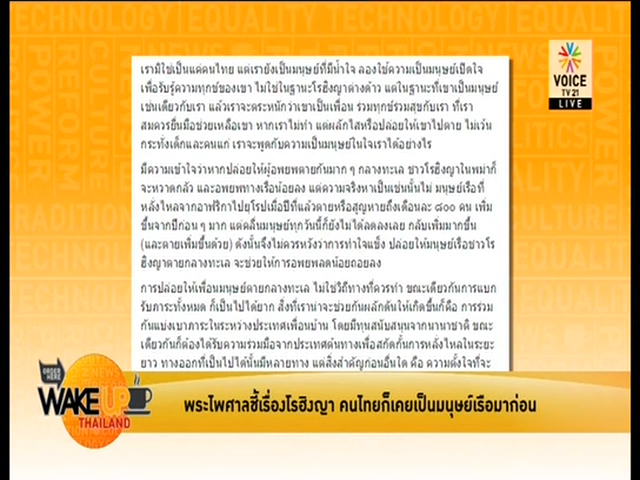 VOICE
TV 21
LIVE
เรามิใช่เป็นแค่คนไทย แต่เรายังเป็นมนุษย์ที่มีน้ำใจ ลองใช้ความเป็นมนุษย์เปิดใจ
เพื่อรับรู้ความทุกข์ของเขา ไม่ใช่ในฐานะโรฮิงญาต่างด้าว แต่ในฐานะที่เขาเป็นมนุษย์
เช่นเดียวกับเรา แล้วเราจะตระหนักว่าเขาเป็นเพื่อน ร่วมทุกข์ร่วมสุขกับเรา ที่เรา
สมควรยื่นมือช่วยเหลือเขา หากเราไม่ทำ แต่ผลักไสหรือปล่อยให้เขาไปตาย ไม่เว้น
กระทั่งเด็กและคนแก่ เราจะพูดกับความเป็นมนุษย์ในใจเราได้อย่างไร
มีความเข้าใจว่าหากปล่อยให้ผู้อพยพตายกันมาก ๆ กลางทะเล ชาวโรฮิงญาในพม่าก็
จะหวาดกลัว และอพยพทางเรือน้อยลง แต่ความจริงหาเป็นเช่นนั้นไม่ มนุษย์เรือที่
หลั่งไหลจากอาฟริกาไปยุโรปเมื่อปีที่แล้วตายหรือสูญหายถึงเดือนละ ๘๐๐ คน เพิ่ม
ขึ้นจากปีก่อน ๆ มาก แต่คลื่นมนุษย์ทุกวันนี้ก็ยังไม่ได้ลดลงเลย กลับเพิ่มมากขึ้น
(และตายเพิ่มขึ้นด้วย) ดังนั้นจึงไม่ควรหวังว่าการทำใจแข็ง ปล่อยให้มนุษย์เรือชาวโร
ฮิงญาตายกลางทะเล จะช่วยให้การอพยพลดน้อยถอยลง
การปล่อยให้เพื่อนมนุษย์ตายกลางทะเล ไม่ใช่วิถีทางที่ควรทำ ขณะเดียวกันการแบก
รับภาระทั้งหมด ก็เป็นไปได้ยาก สิ่งที่เราน่าจะช่วยกันผลักดันให้เกิดขึ้นก็คือ การร่วม
กันแบ่งเบาภาระในระหว่างประเทศเพื่อนบ้าน โดยมีทุนสนับสนุนจากนานาชาติ ขณะ
เดียวกันก็ต้องได้รับความร่วมมือจากประเทศต้นทางเพื่อสกัดกั้นการหลั่งไหลในระยะ
ยาว ทางออกที่เป็นไปได้นั้นมีหลายทาง แต่สิ่งสำคัญก่อนอื่นใด คือ ความตั้งใจที่จะ
ORDER HERE
WAKE UP
THAILAND
พระไพศาลชี้เรื่องโรฮิงญา คนไทยก็เคยเป็นมนุษย์เรือมาก่อน